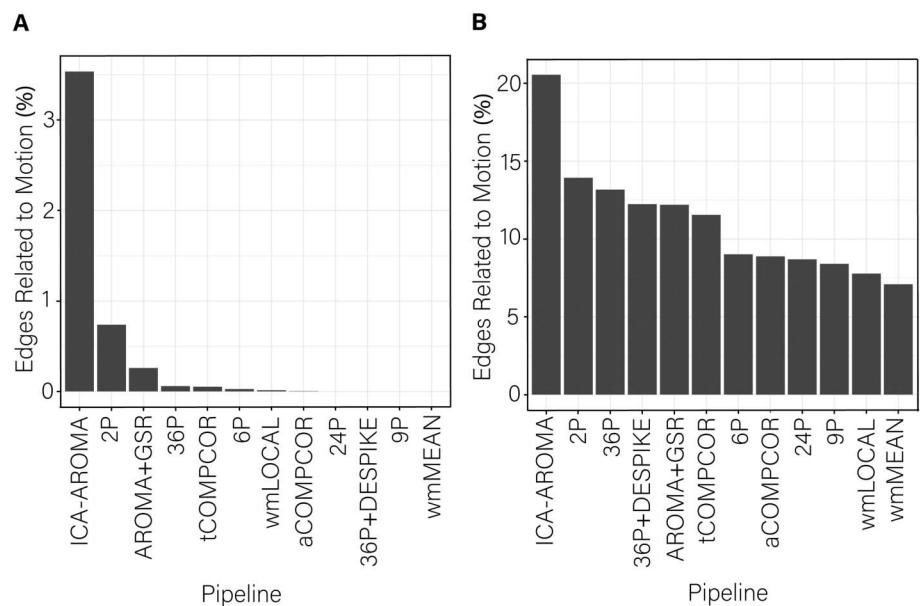 A
Edges Related to Motion (%)
3
2
1
0
ICA-AROMA
2P
AROMA+GSR
36P
tCOMPCOR
6P
wmLOCAL
aCOMPCOR
24P
36P+DESPIKE
9P
wmMEAN
Pipeline
B
Edges Related to Motion (%)
20
15
10
5
0
ICA-AROMA
2P
36P
36P+DESPIKE
AROMA+GSR
tCOMPCOR
6P
aCOMPCOR
24P
9P
wmLOCAL
wmMEAN
Pipeline